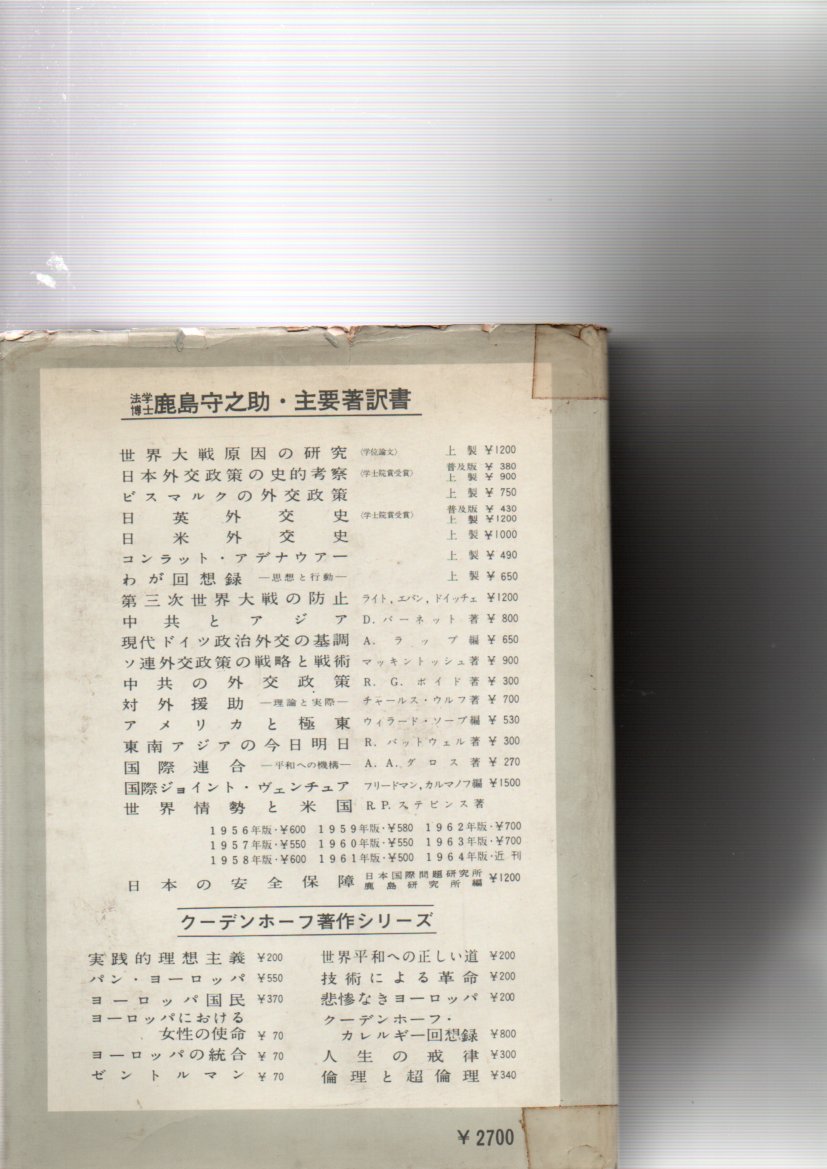 法学博士 鹿島守之助・主要著訳書
世界大戦原因の研究 〈学位論文〉 上製 ¥1200
日本外交政策の史的考察 〈学士院賞受賞〉 普及版 ¥ 380
上製 ¥ 900
ビスマルクの外交政策 上製 ¥ 750
日英外交史 〈学士院賞受賞〉 普及版 ¥ 430
上製 ¥1200
日米外交史 上製 ¥1000
コンラット・アデナウアー 上製 ¥ 490
わが回想録 ―思想と行動― 上製 ¥ 650
第三次世界大戦の防止 ライト, エバン, ドイッチェ ¥1200
中共とアジア D. バーネット 著 ¥ 800
現代ドイツ政治外交の基調 A. ラップ 編 ¥ 650
ソ連外交政策の戦略と戦術 マッキントッシュ著 ¥ 900
中共の外交政策 R. G. ボイド 著 ¥ 300
対外援助 ―理論と実際― チャールス・ウルフ著 ¥ 700
アメリカと極東 ウィラード・ソープ編 ¥ 530
東南アジアの今日明日 R. バットウェル 著 ¥ 300
国際連合 ―平和への機構― A. A. グロス 著 ¥ 270
国際ジョイント・ヴェンチュア フリードマン, カルマノフ編 ¥1500
世界情勢と米国 R. P. ステビンス 著
1956年版・¥600 1959年版・¥580 1962年版・¥700
1957年版・¥550 1960年版・¥550 1963年版・¥700
1958年版・¥600 1961年版・¥500 1964年版・近刊
日本の安全保障 日本国際問題研究所 鹿島研究所編 ¥1200
クーデンホーフ著作シリーズ
実践的理想主義 ¥200
パン・ヨーロッパ ¥550
ヨーロッパ国民 ¥370
ヨーロッパにおける
女性の使命 ¥ 70
ヨーロッパの統合 ¥ 70
ゼントルマン ¥ 70
世界平和への正しい道 ¥200
技術による革命 ¥200
悲惨なきヨーロッパ ¥200
クーデンホーフ・
カレルギー回想録 ¥800
人生の戒律 ¥300
倫理と超倫理 ¥340
¥ 2700